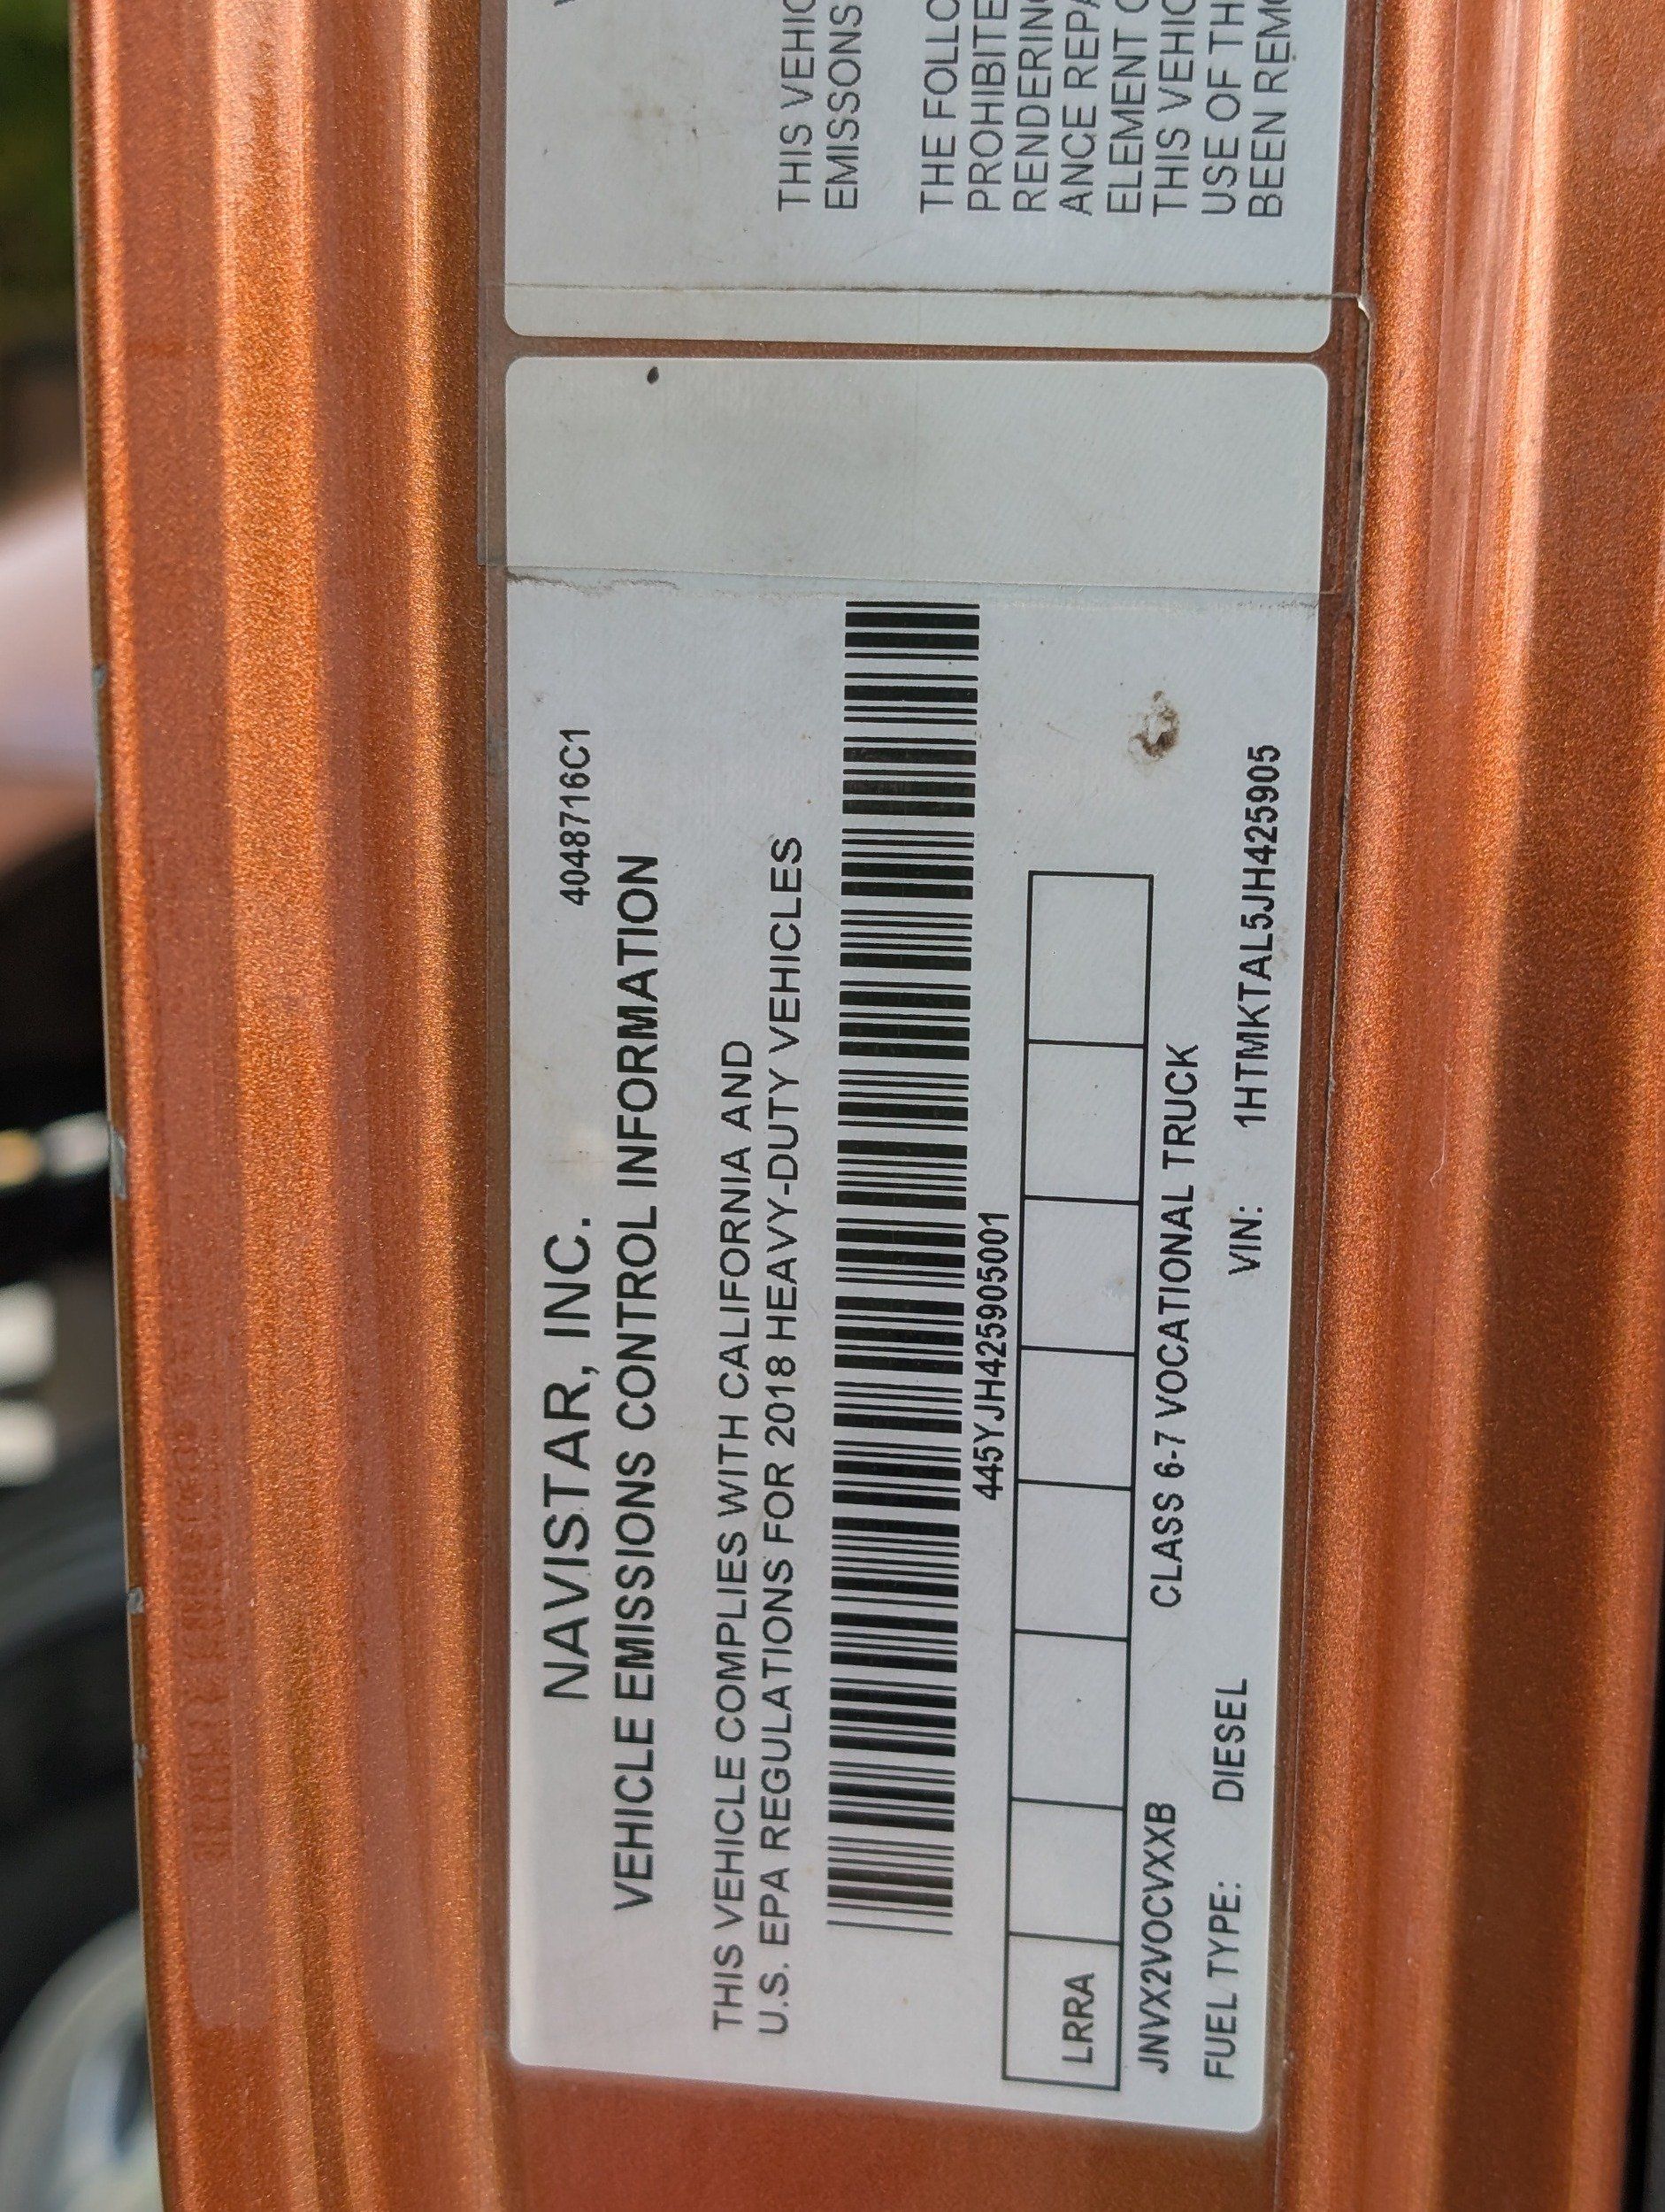 4048716C1
NAVISTAR, INC.
VEHICLE EMISSIONS CONTROL INFORMATION
THIS VEHICLE COMPLIES WITH CALIFORNIA AND
U.S. EPA REGULATIONS FOR 2018 HEAVY-DUTY VEHICLES
445YJH425905001
LRRA
JNVX2VOCVXXB CLASS 6-7 VOCATIONAL TRUCK
FUEL TYPE: DIESEL VIN: 1HTMKTAL5JH425905
THIS VEHIC
EMISSONS
THE FOLLO
PROHIBITE
RENDERING
ANCE REPA
ELEMENT O
THIS VEHIC
USE OF TH
BEEN REMO